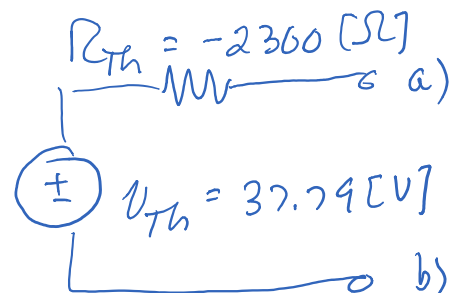 R_Th = -2300 [Ω]
a)
±
v_Th = 37.79 [V]
b)